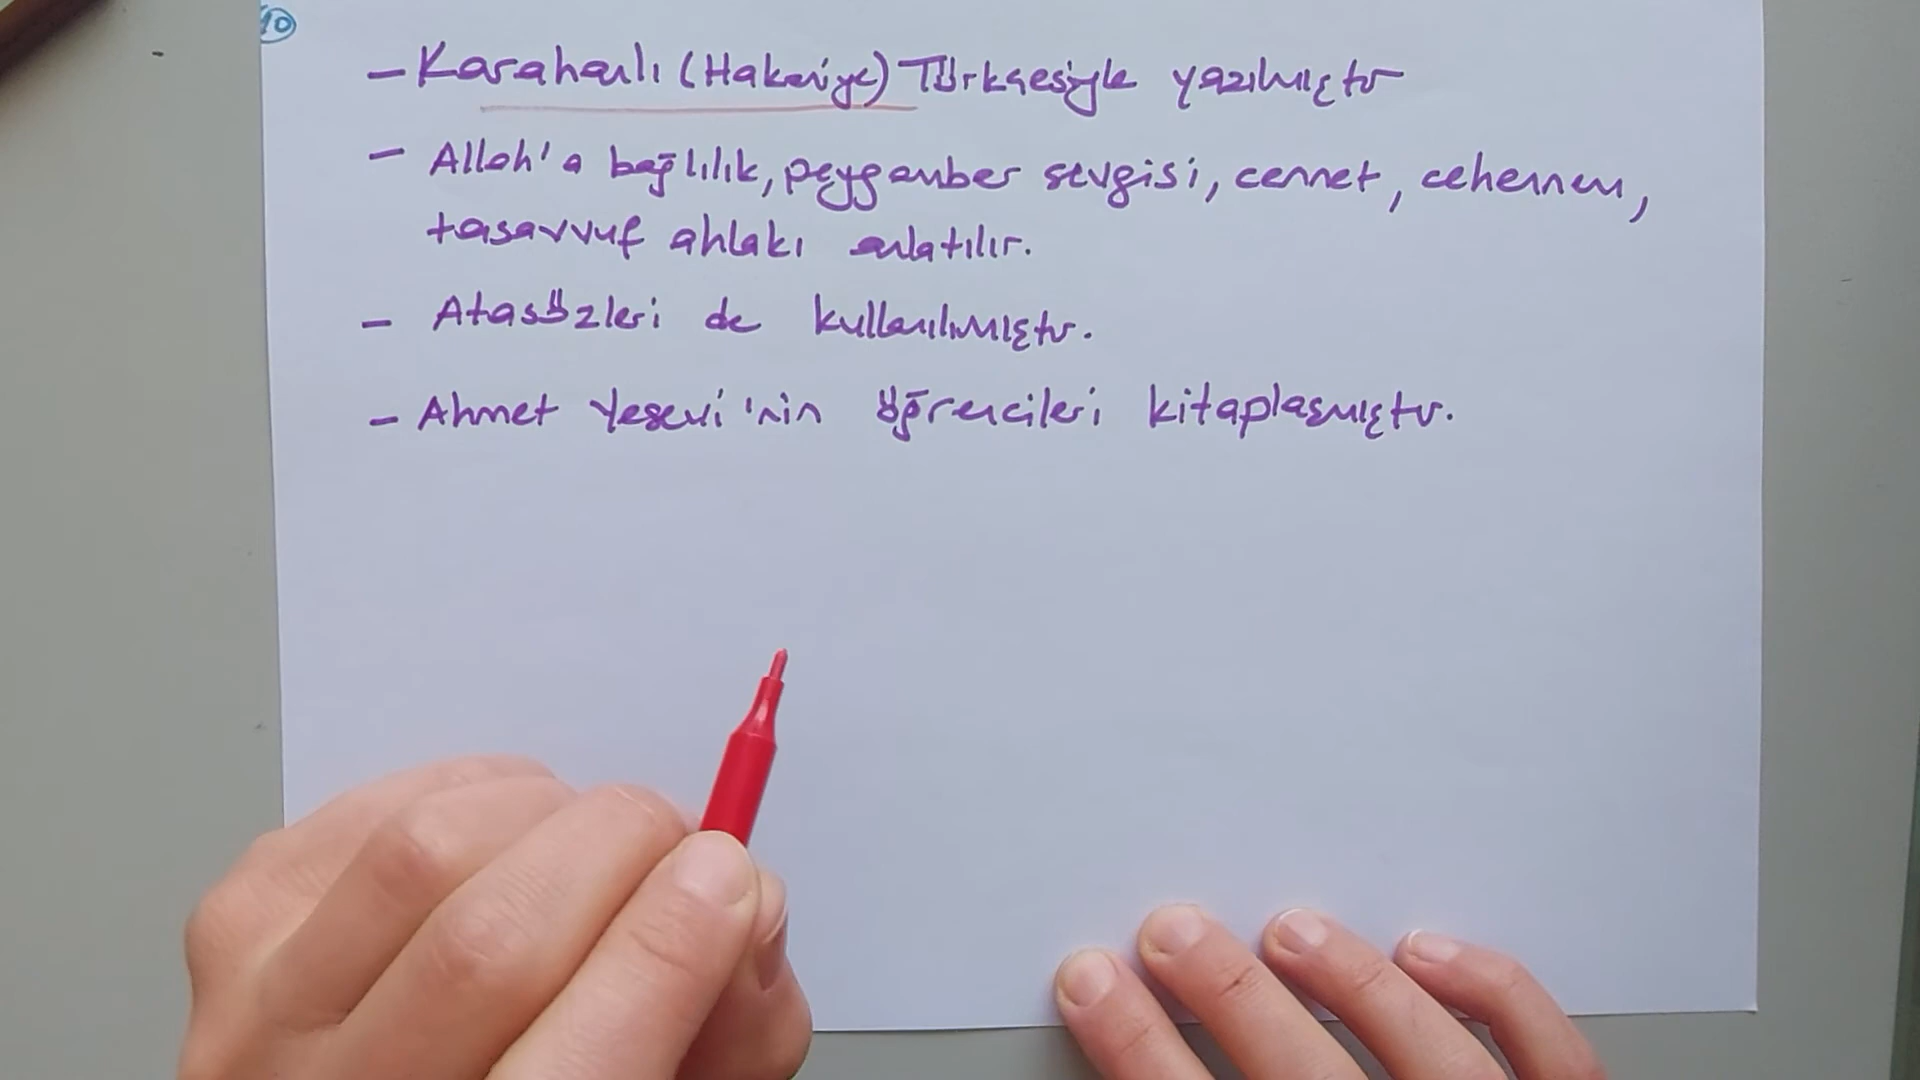 10
- Karahanlı (Hakaniye) Türkçesiyle yazılmıştır
- Allah'a bağlılık, peygamber sevgisi, cennet, cehennem,
tasavvuf ahlakı anlatılır.
- Atasözleri de kullanılmıştır.
- Ahmet Yesevi'nin öğrencileri kitaplaşmıştır.